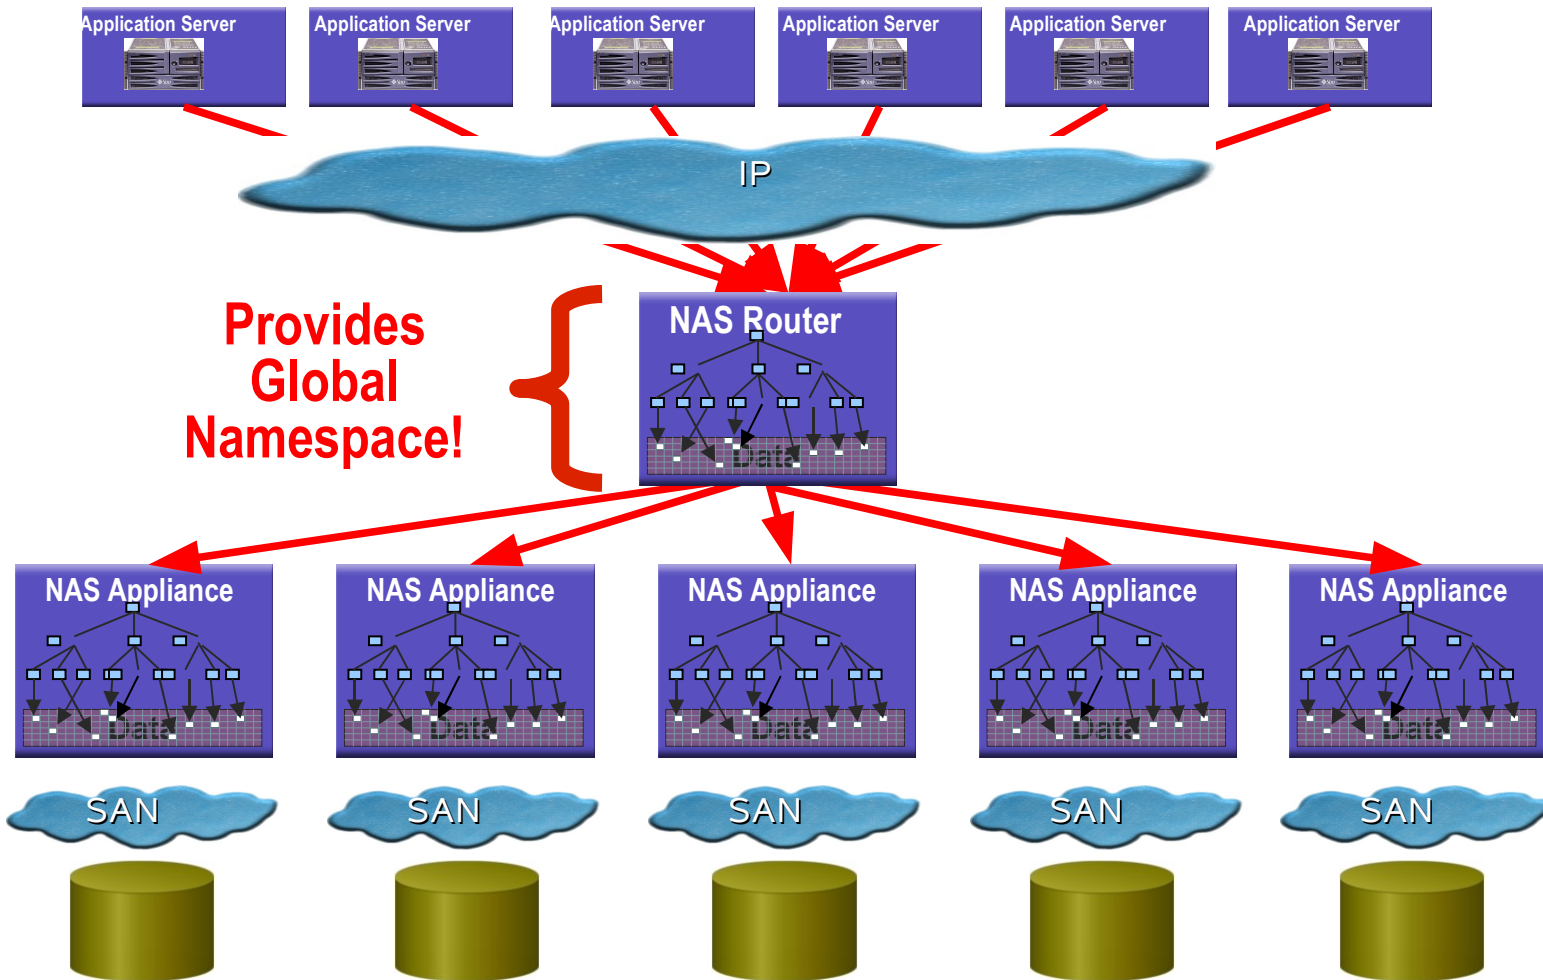 Application Server
Application Server
Application Server
Application Server
Application Server
Application Server
IP
Provides
Global
Namespace!
NAS Router
Data
NAS Appliance
NAS Appliance
NAS Appliance
NAS Appliance
NAS Appliance
Data
Data
Data
Data
Data
SAN
SAN
SAN
SAN
SAN